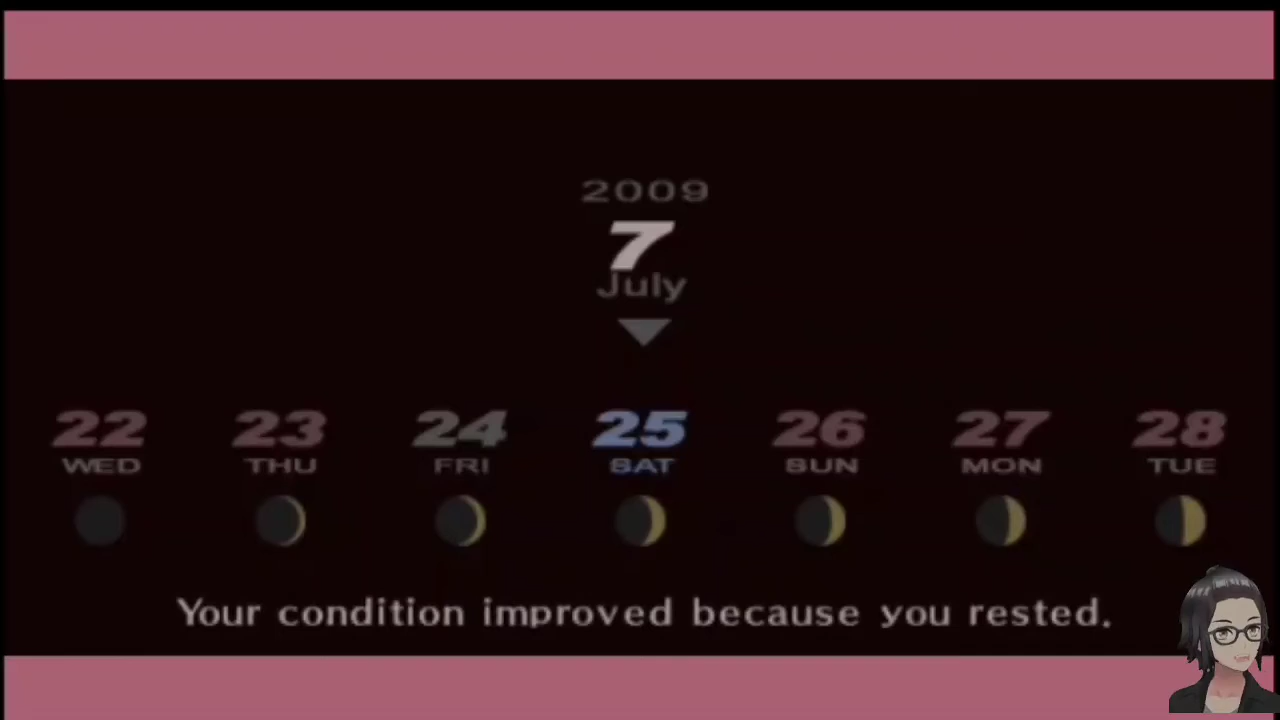 2009
7
July
22 23 24 25 26 27 28
WED THU FRI SAT SUN MON TUE
Your condition improved because you rested.